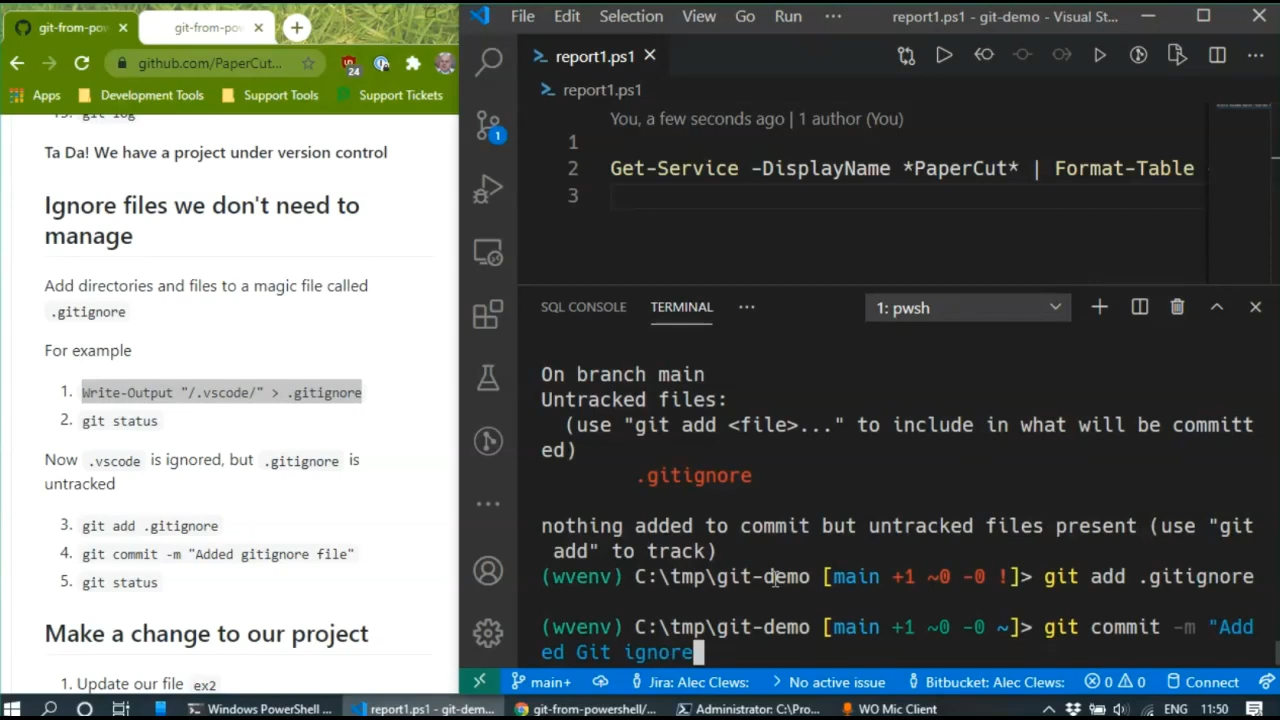 git-from-pow
git-from-pow
github.com/PaperCut...
24
Apps
Development Tools
Support Tools
Support Tickets
git log
Ta Da! We have a project under version control
Ignore files we don't need to
manage
Add directories and files to a magic file called
.gitignore
For example
1. Write-Output "/.vscode/" > .gitignore
2. git status
Now .vscode is ignored, but .gitignore is
untracked
3. git add .gitignore
4. git commit -m "Added gitignore file"
5. git status
Make a change to our project
1. Update our file ex2
File Edit Selection View Go Run ... report1.ps1 - git-demo - Visual St...
report1.ps1
report1.ps1
You, a few seconds ago | 1 author (You)
1
2 Get-Service -DisplayName *PaperCut* | Format-Table
3
1
SQL CONSOLE TERMINAL ... 1: pwsh
On branch main
Untracked files:
(use "git add <file>..." to include in what will be committ
ed)
.gitignore
nothing added to commit but untracked files present (use "git
add" to track)
(wvenv) C:\tmp\git-demo [main +1 ~0 -0 !]> git add .gitignore
(wvenv) C:\tmp\git-demo [main +1 ~0 -0 ~]> git commit -m "Add
ed Git ignore
main+ Jira: Alec Clews: No active issue Bitbucket: Alec Clews: 0 0 Connect
Windows PowerShell ... report1.ps1 - git-dem... git-from-powershell/... Administrator: C:\Pro... WO Mic Client ENG 11:50